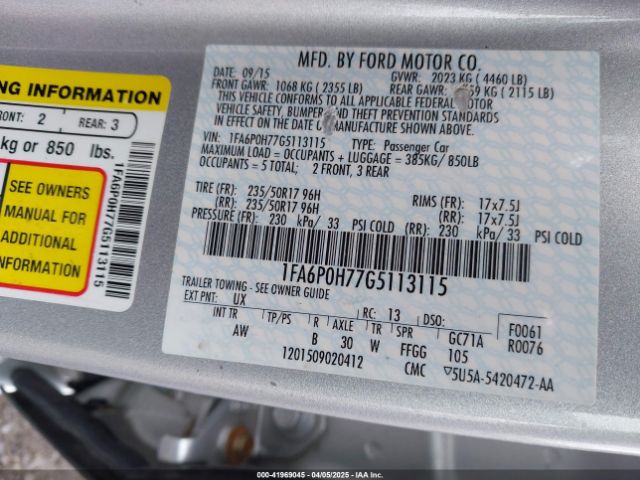 NG INFORMATION
FRONT: 2 REAR: 3
kg or 850 lbs.
SEE OWNERS
MANUAL FOR
ADDITIONAL
INFORMATION
1FA6P0H77G5113115
MFD. BY FORD MOTOR CO.
09/15 GVWR: 2023 KG ( 4460 LB)
FRONT GAWR: 1068 KG ( 2355 LB) REAR GAWR: 59 KG ( 2115 LB)
THIS VEHICLE CONFORMS TO ALL APPLICABLE FEDERAL MOTOR
VEHICLE SAFETY, BUMPER AND THEFT PREVENTION STANDARDS
IN EFFECT ON THE DATE OF MANUFACTURE SHOWN ABOVE.
VIN: 1FA6P0H77G5113115 TYPE: Passenger Car
MAXIMUM LOAD = OCCUPANTS + LUGGAGE = 385KG/ 850LB
OCCUPANTS = 5 TOTAL; 2 FRONT, 3 REAR
TIRE (FR): 235/50R17 96H RIMS (FR): 17x7.5J
(RR): 235/50R17 96H (RR): 17x7.5J
PRESSURE (FR): 230 kPa/ 33 PSI COLD (RR): 230 kPa/ 33 PSI COLD
1FA6P0H77G5113115
TRAILER TOWING - SEE OWNER GUIDE
EXT PNT: UX RC: 13 DSO: F0061
INT TR TP/PS R AXLE TR SPR GC71A R0076
AW B 30 W FFGG 105
1201509020412 CMC ▽5U5A-5420472-AA
000-41969045 - 04/05/2025 - IAAI.COM